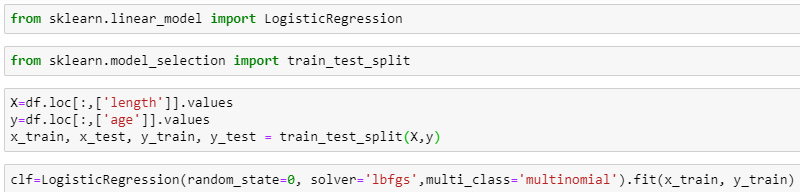 from sklearn.linear_model import LogisticRegression
from sklearn.model_selection import train_test_split
X=df.loc[:,['length']].values
y=df.loc[:,['age']].values
x_train, x_test, y_train, y_test = train_test_split(X,y)
clf=LogisticRegression(random_state=0, solver='lbfgs',multi_class='multinomial').fit(x_train, y_train)